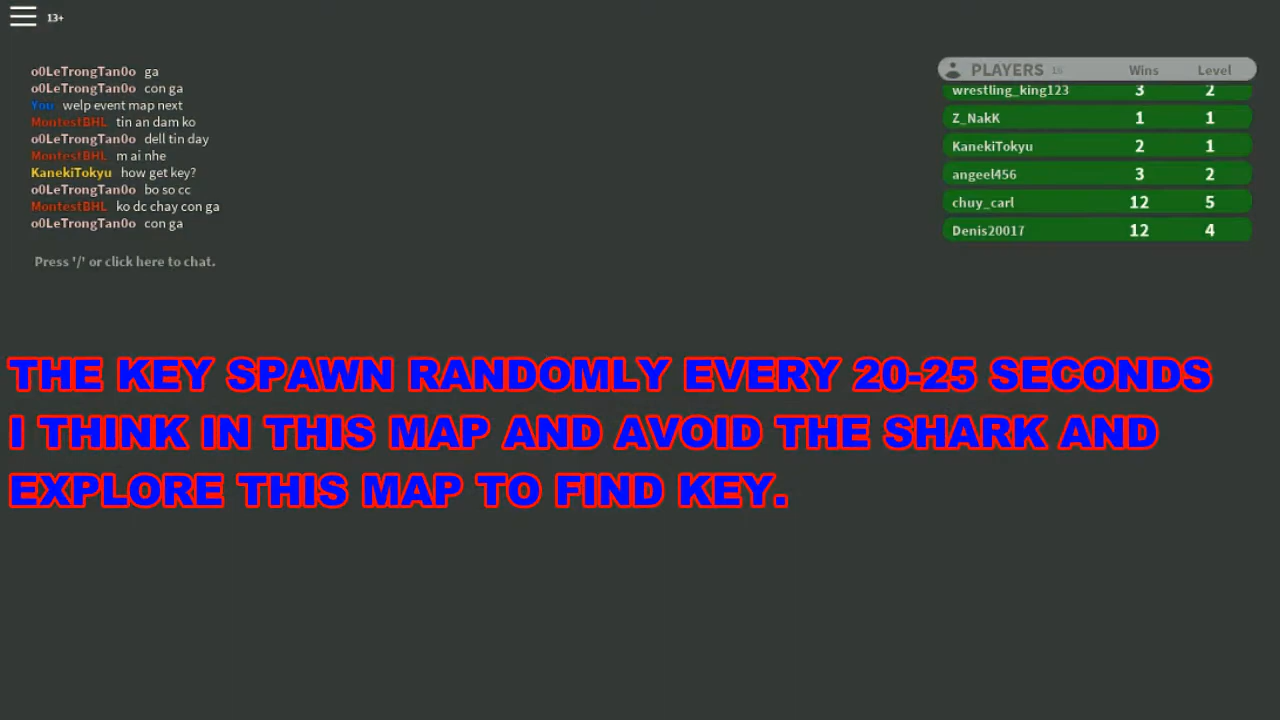 13+
o0LeTrongTan0o ga
o0LeTrongTan0o con ga
You welp event map next
MontestBHL tin an dam ko
o0LeTrongTan0o dell tin day
MontestBHL m ai nhe
KanekiTokyu how get key?
o0LeTrongTan0o bo so cc
MontestBHL ko dc chay con ga
o0LeTrongTan0o con ga
Press '/' or click here to chat.
PLAYERS 16 Wins Level
wrestling_king123 3 2
Z_NakK 1 1
KanekiTokyu 2 1
angeel456 3 2
chuy_carl 12 5
Denis20017 12 4
THE KEY SPAWN RANDOMLY EVERY 20-25 SECONDS
I THINK IN THIS MAP AND AVOID THE SHARK AND
EXPLORE THIS MAP TO FIND KEY.